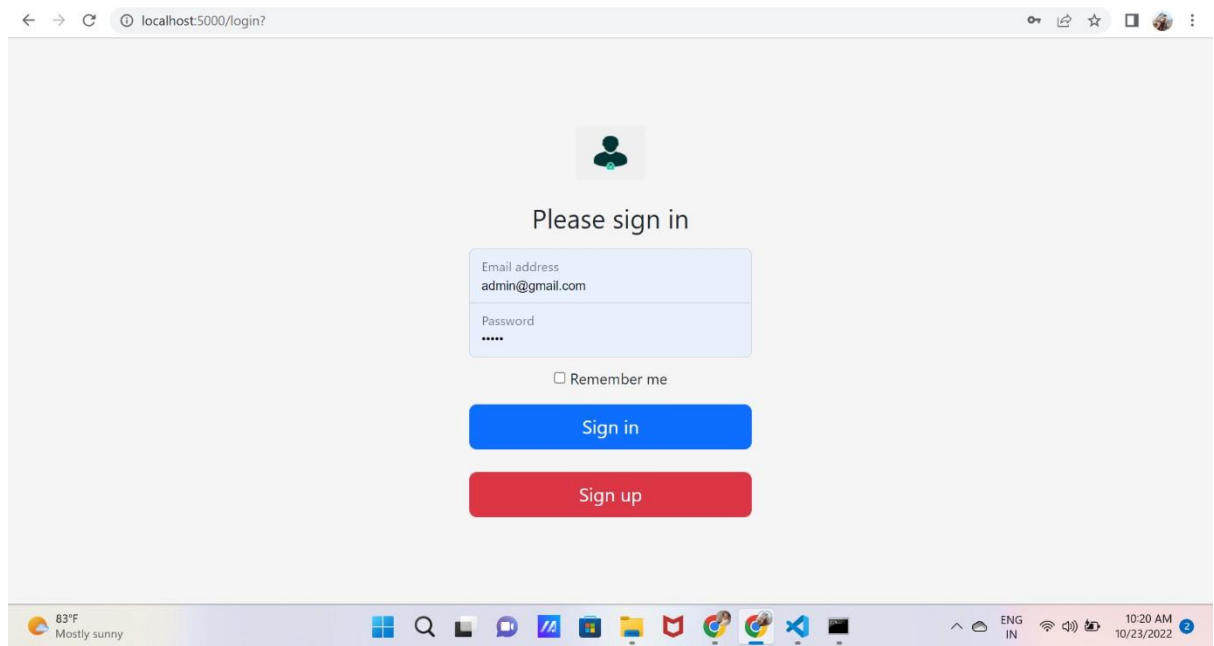 localhost:5000/login?
Please sign in
Email address
admin@gmail.com
Password
•••••
Remember me
Sign in
Sign up
83°F
Mostly sunny
ENG
IN
10:20 AM
10/23/2022
2